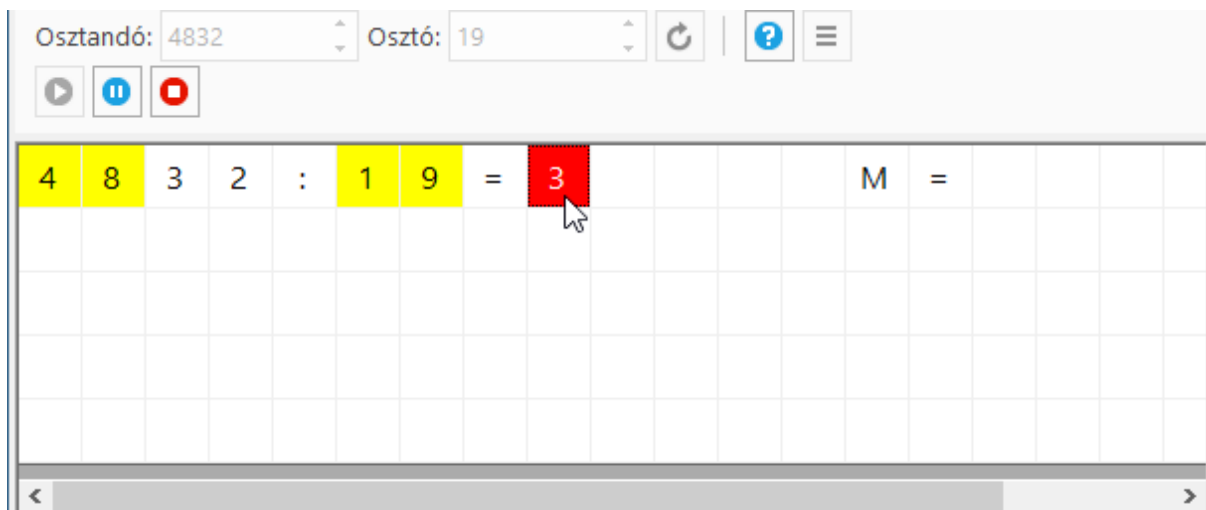 Osztandó: 4832 Osztó: 19
4 8 3 2 : 1 9 = 3 M =